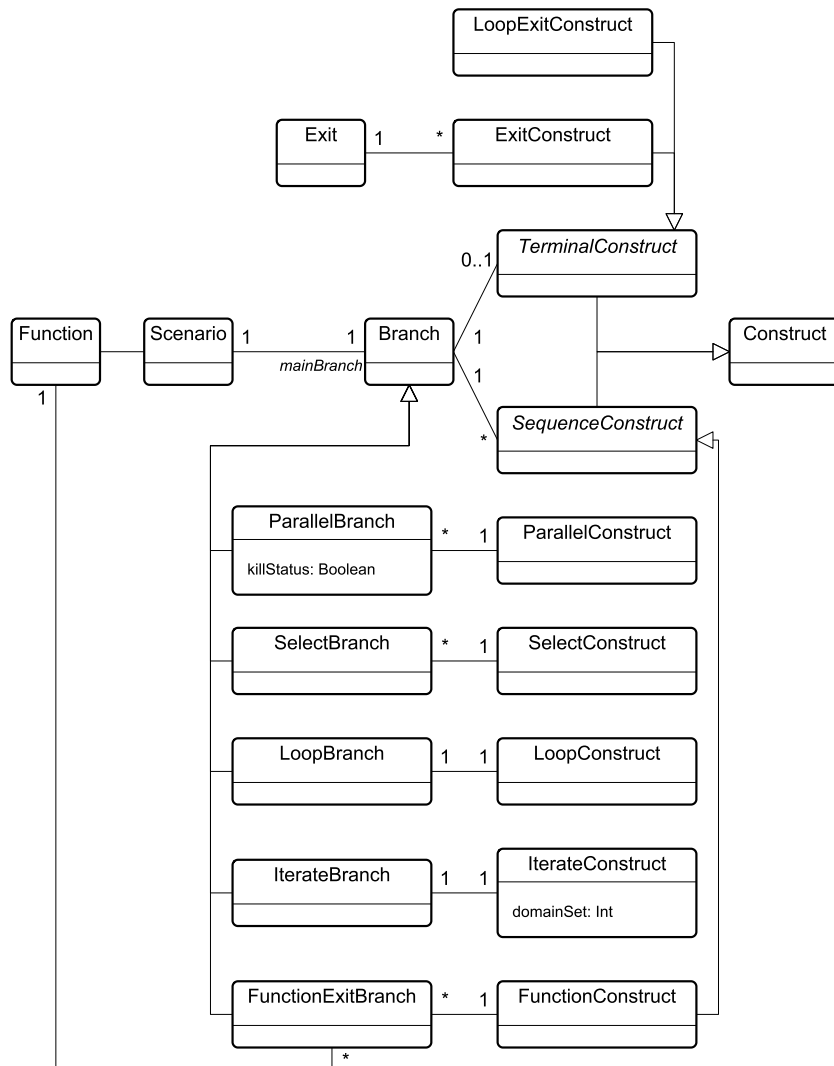 LoopExitConstruct
Exit
1
*
ExitConstruct
TerminalConstruct
0..1
Function
Scenario
1
1
mainBranch
Branch
1
Construct
1
1
*
SequenceConstruct
ParallelBranch
killStatus: Boolean
*
1
ParallelConstruct
SelectBranch
*
1
SelectConstruct
LoopBranch
1
1
LoopConstruct
IterateBranch
1
1
IterateConstruct
domainSet: Int
FunctionExitBranch
*
1
FunctionConstruct
*